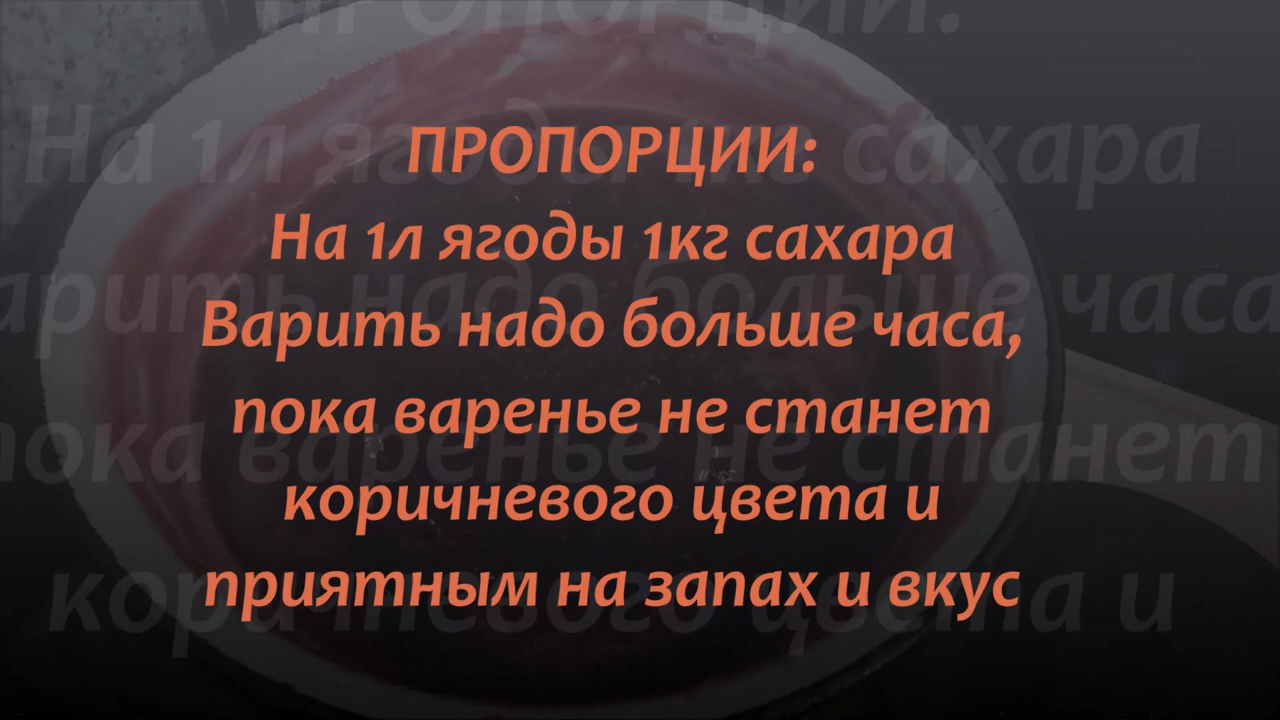 ПРОПОРЦИИ:
На 1л ягоды 1кг сахара
Варить надо больше часа,
пока варенье не станет
коричневого цвета и
приятным на запах и вкус